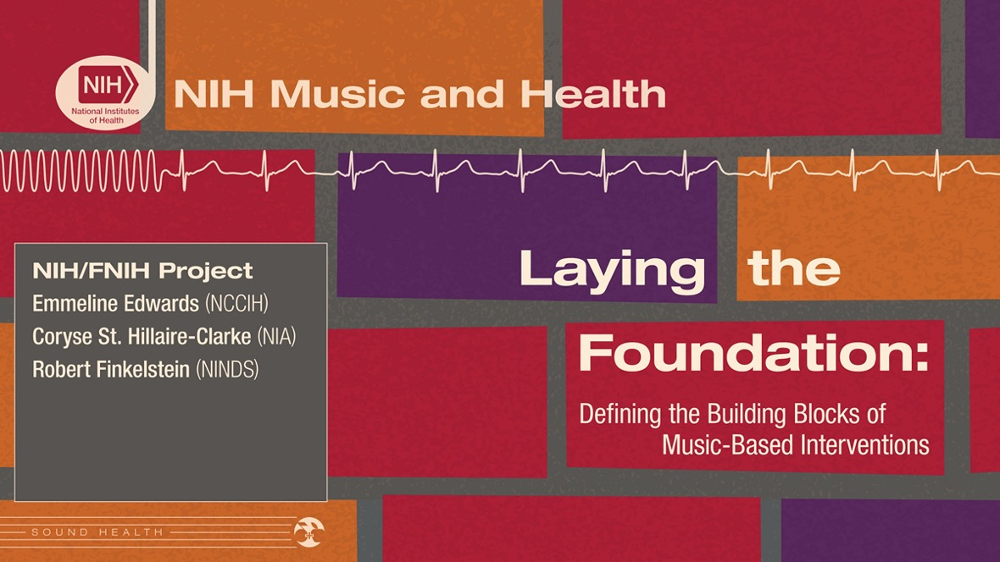 NIH
National Institutes
of Health
NIH Music and Health
Laying the
Foundation:
Defining the Building Blocks of
Music-Based Interventions
NIH/FNIH Project
Emmeline Edwards (NCCIH)
Coryse St. Hillaire-Clarke (NIA)
Robert Finkelstein (NINDS)
SOUND HEALTH